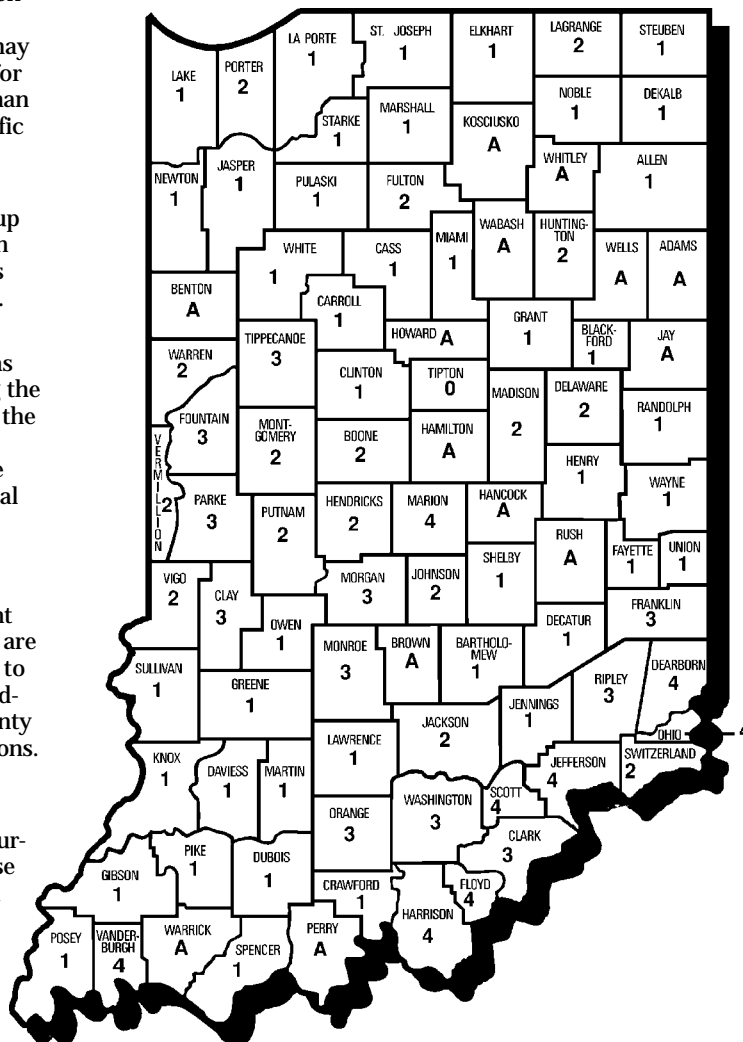 may
for
an
fic
up
n
s
.
as
the
the
e
al
nt
are
to
d-
nty
ons.
ur-
se
LAKE
1
PORTER
2
LA PORTE
1
ST. JOSEPH
1
ELKHART
1
LAGRANGE
2
STEUBEN
1
STARKE
1
MARSHALL
1
KOSCIUSKO
A
NOBLE
1
DEKALB
1
WHITLEY
A
ALLEN
1
NEWTON
1
JASPER
1
PULASKI
1
FULTON
2
WABASH
A
HUNTING-
TON
2
MIAMI
1
WHITE
1
CASS
1
WELLS
A
ADAMS
A
BENTON
A
CARROLL
1
HOWARD A
GRANT
1
BLACK-
FORD
1
JAY
A
WARREN
2
TIPPECANOE
3
CLINTON
1
TIPTON
0
MADISON
2
DELAWARE
2
RANDOLPH
1
FOUNTAIN
3
MONT-
GOMERY
2
BOONE
2
HAMILTON
A
HENRY
1
WAYNE
1
VERMILLION
2
PARKE
3
PUTNAM
2
HENDRICKS
2
MARION
4
HANCOCK
A
RUSH
A
FAYETTE
1
UNION
1
VIGO
2
CLAY
3
MORGAN
3
JOHNSON
2
SHELBY
1
FRANKLIN
3
OWEN
1
DECATUR
1
MONROE
3
BROWN
A
BARTHOLO-
MEW
1
SULLIVAN
1
GREENE
1
RIPLEY
3
DEARBORN
4
JENNINGS
1
JACKSON
2
LAWRENCE
1
OHIO
4
SWITZERLAND
2
JEFFERSON
4
KNOX
1
DAVIESS
1
MARTIN
1
SCOTT
4
WASHINGTON
3
ORANGE
3
CLARK
3
PIKE
1
DUBOIS
1
GIBSON
1
CRAWFORD
1
FLOYD
4
HARRISON
4
POSEY
1
VANDER-
BURGH
4
WARRICK
A
SPENCER
1
PERRY
A